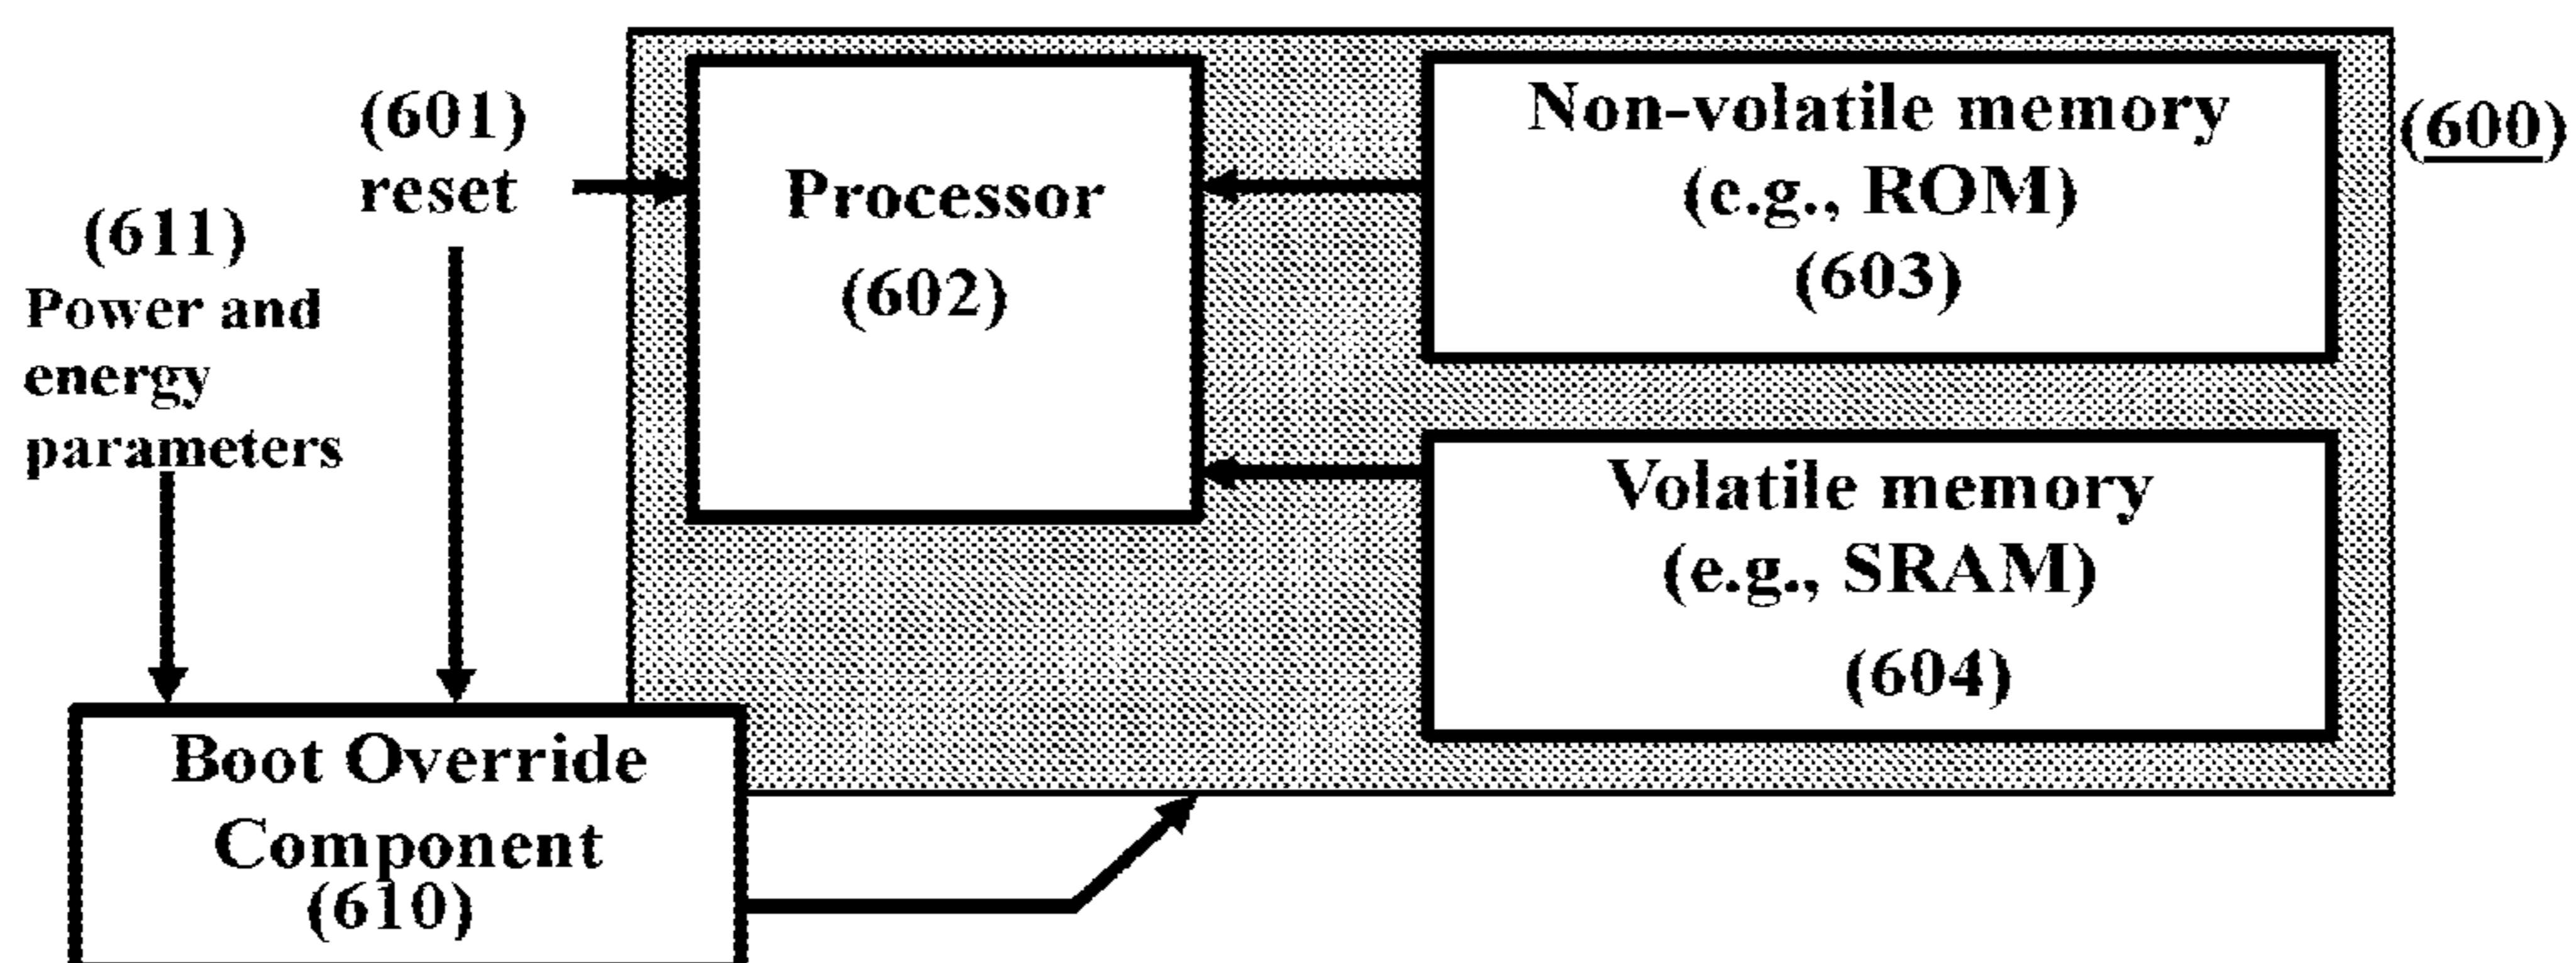 (601)
reset
(611)
Power and
energy
parameters
Processor
(602)
Non-volatile memory
(e.g., ROM)
(603)
(600)
Volatile memory
(e.g., SRAM)
(604)
Boot Override
Component
(610)